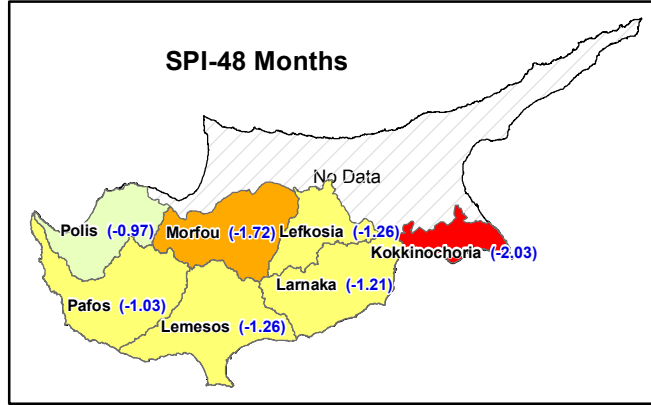 SPI-48 Months
No Data
Polis (-0.97)
Morfou (-1.72)
Lefkosia (-1.26)
Kokkinochoria (-2.03)
Larnaka (-1.21)
Pafos (-1.03)
Lemesos (-1.26)